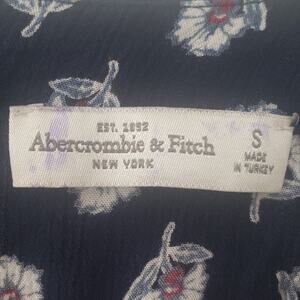 EST. 1892
Abercrombie & Fitch
NEW YORK
S
MADE
IN TURKEY